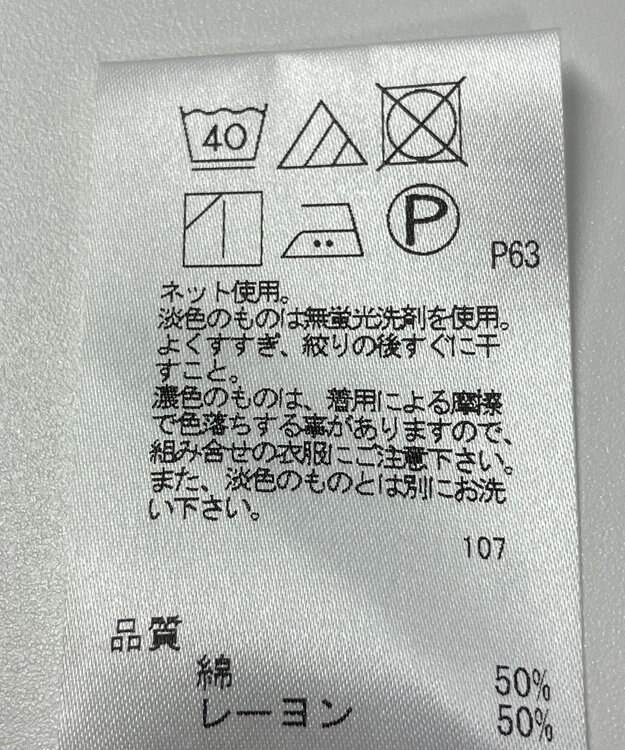 40
P
P63
ネット使用。
淡色のものは無蛍光洗剤を使用。
よくすすぎ、絞りの後すぐに干
すこと。
濃色のものは、着用による摩擦
で色落ちする事がありますので、
組み合せの衣服にご注意下さい。
また、淡色のものとは別にお洗
い下さい。
107
品質
綿 50%
レーヨン 50%